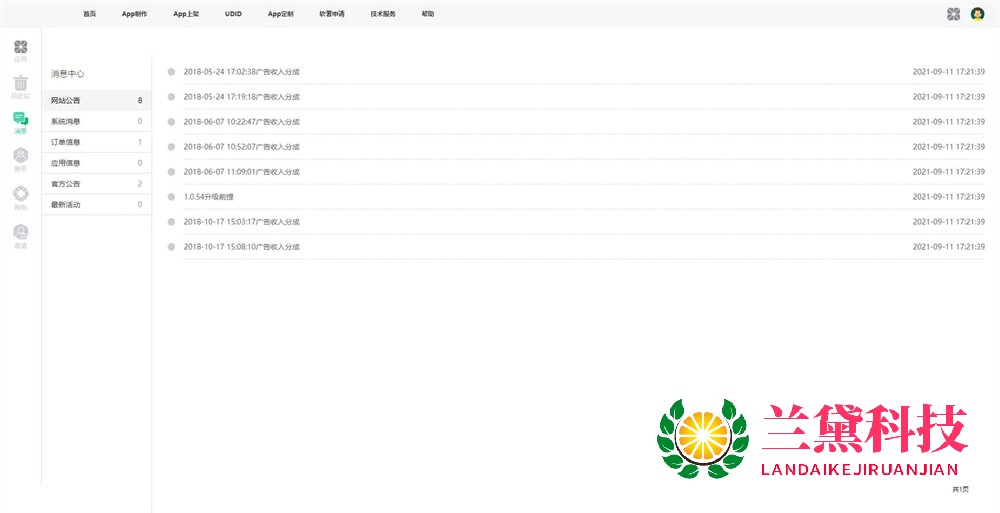 首页 App制作 App上架 UDID App定制 软著申请 技术服务 帮助
应用
回收站
消息
消息中心
网站公告 8
系统消息 0
订单信息 1
应用信息 0
官方公告 2
最新活动 0
2018-05-24 17:02:38广告收入分成 2021-09-11 17:21:39
2018-05-24 17:19:18广告收入分成 2021-09-11 17:21:39
2018-06-07 10:22:47广告收入分成 2021-09-11 17:21:39
2018-06-07 10:52:07广告收入分成 2021-09-11 17:21:39
2018-06-07 11:09:01广告收入分成 2021-09-11 17:21:39
1.0.54升级前提 2021-09-11 17:21:39
2018-10-17 15:03:17广告收入分成 2021-09-11 17:21:39
2018-10-17 15:08:10广告收入分成 2021-09-11 17:21:39
兰黛科技
LANDAIKEJIRUANJIAN
共1页